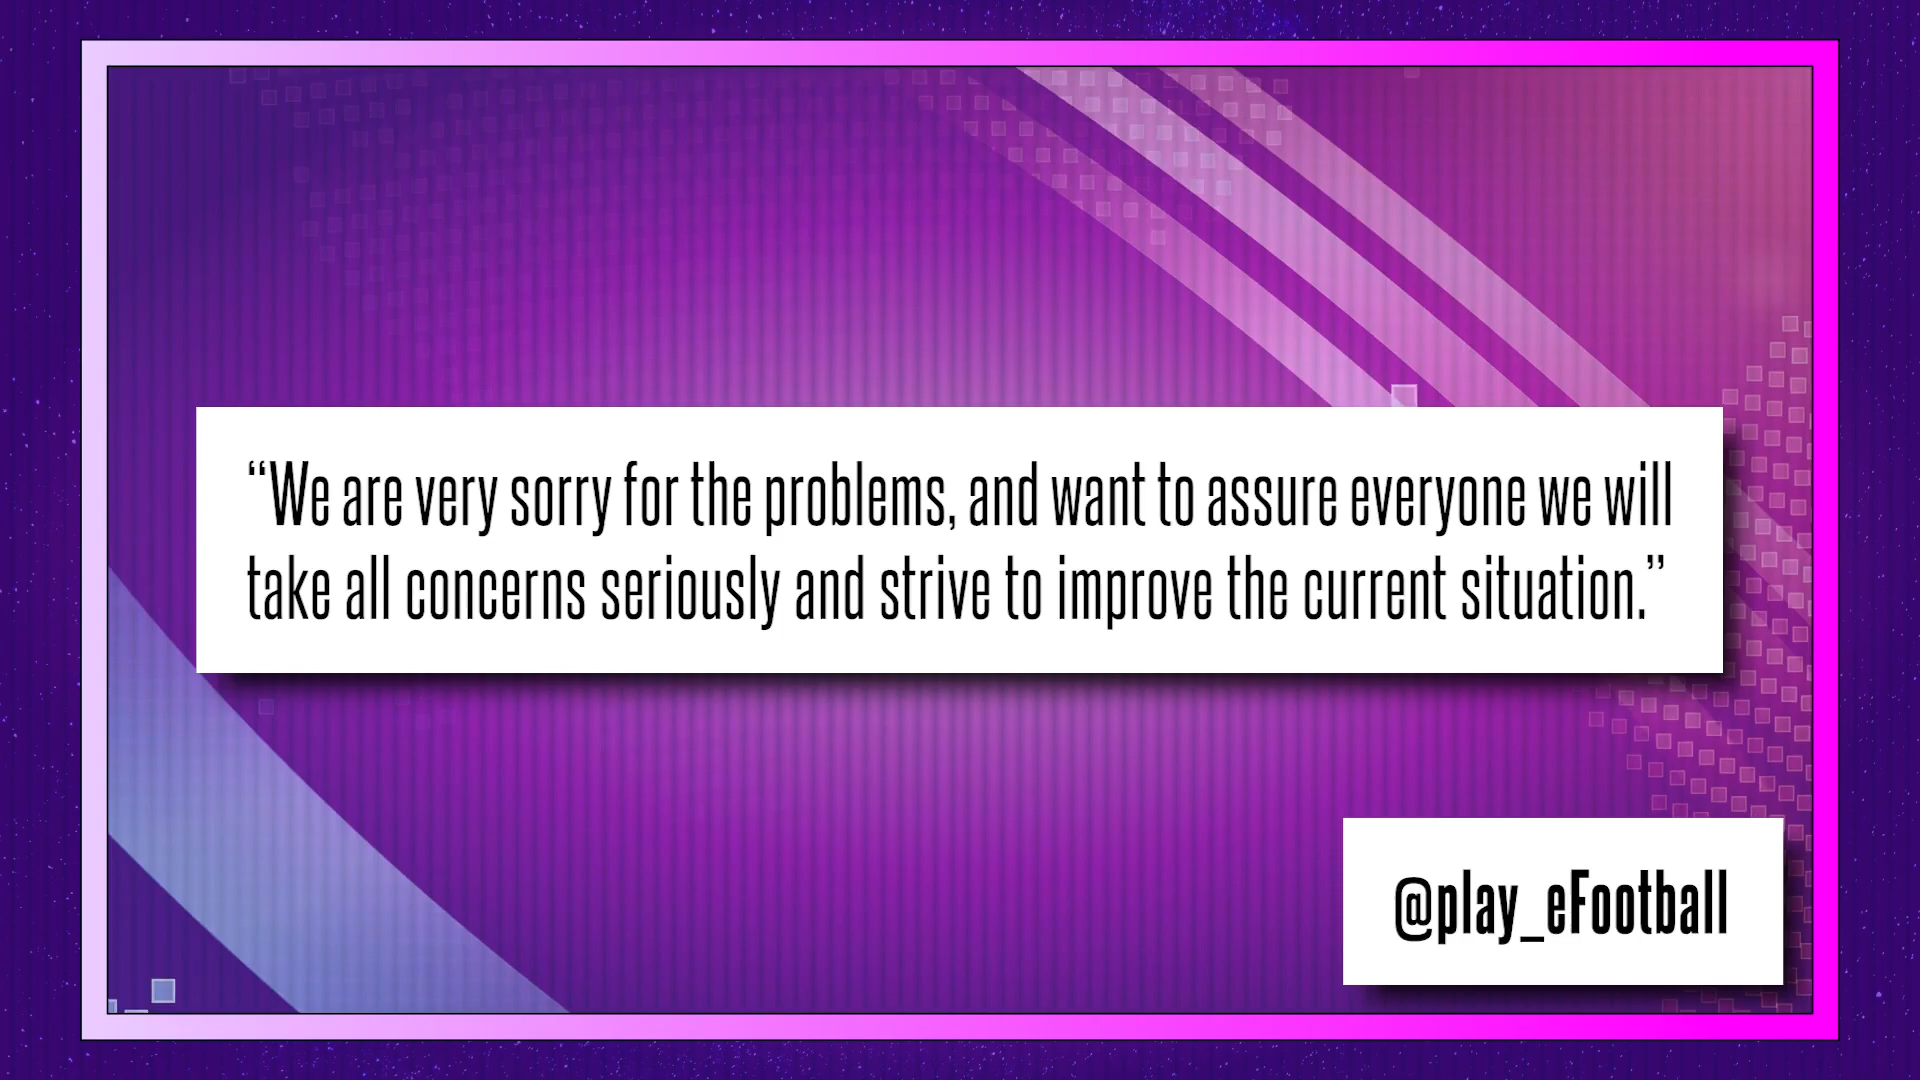 “We are very sorry for the problems, and want to assure everyone we will
take all concerns seriously and strive to improve the current situation.”
@play_eFootball